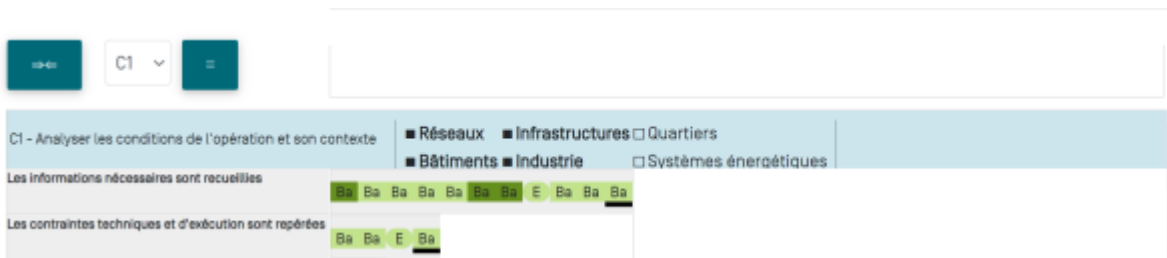 C1
=
C1 - Analyser les conditions de l'opération et son contexte
■ Réseaux ■ Infrastructures □ Quartiers
■ Bâtiments ■ Industrie □ Systèmes énergétiques
Les informations nécessaires sont recueillies
Ba Ba Ba Ba Ba Ba Ba E Ba Ba Ba
Les contraintes techniques et d'exécution sont repérées
Ba Ba E Ba